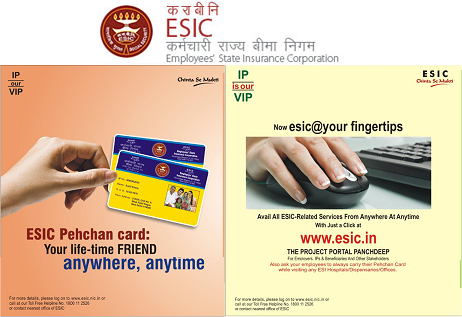 क रा बी नि
ESIC
कर्मचारी राज्य बीमा निगम
Employees' State Insurance Corporation
IP
our
VIP
Chinta Se Mukti
ESIC Pehchan card:
Your life-time FRIEND
anywhere, anytime
For more details, please log on to www.esic.nic.in or
call at our Toll Free Helpline No. 1800 11 2526
or contact nearest office of ESIC
IP
is our
VIP
ESIC
Chinta Se Mukti
Now esic@your fingertips
Avail All ESIC-Related Services From Anywhere At Anytime
With Just a Click at
www.esic.in
THE PROJECT PORTAL PANCHDEEP
For Employers, IPs & Beneficiaries And Other Stakeholders
Also ask your employees to always carry their Pehchan Card
while visiting any ESI Hospitals/Dispensaries/Offices.
For more details, please log on to www.esic.nic.in or
call at our Toll Free Helpline No. 1800 11 2526
or contact nearest office of ESIC